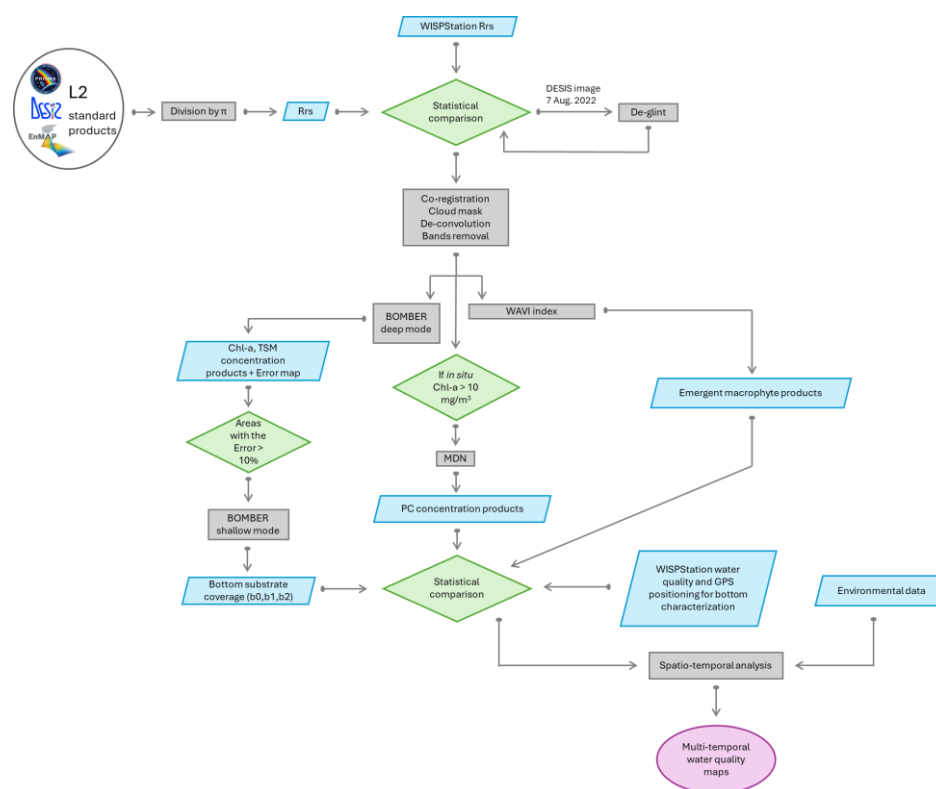 WISPStation Rrs
PRISMA
L2
DESIS
standard
EnMAP
products
Division by π
Rrs
Statistical
comparison
DESIS image
7 Aug. 2022
De-glint
Co-registration
Cloud mask
De-convolution
Bands removal
BOMBER
deep mode
WAVI index
Chl-a, TSM
concentration
products + Error map
If in situ
Chl-a > 10
mg/m³
Emergent macrophyte products
Areas
with the
Error >
10%
MDN
BOMBER
shallow mode
PC concentration products
Bottom substrate
coverage (b0,b1,b2)
Statistical
comparison
WISPStation water
quality and GPS
positioning for bottom
characterization
Environmental data
Spatio-temporal analysis
Multi-temporal
water quality
maps